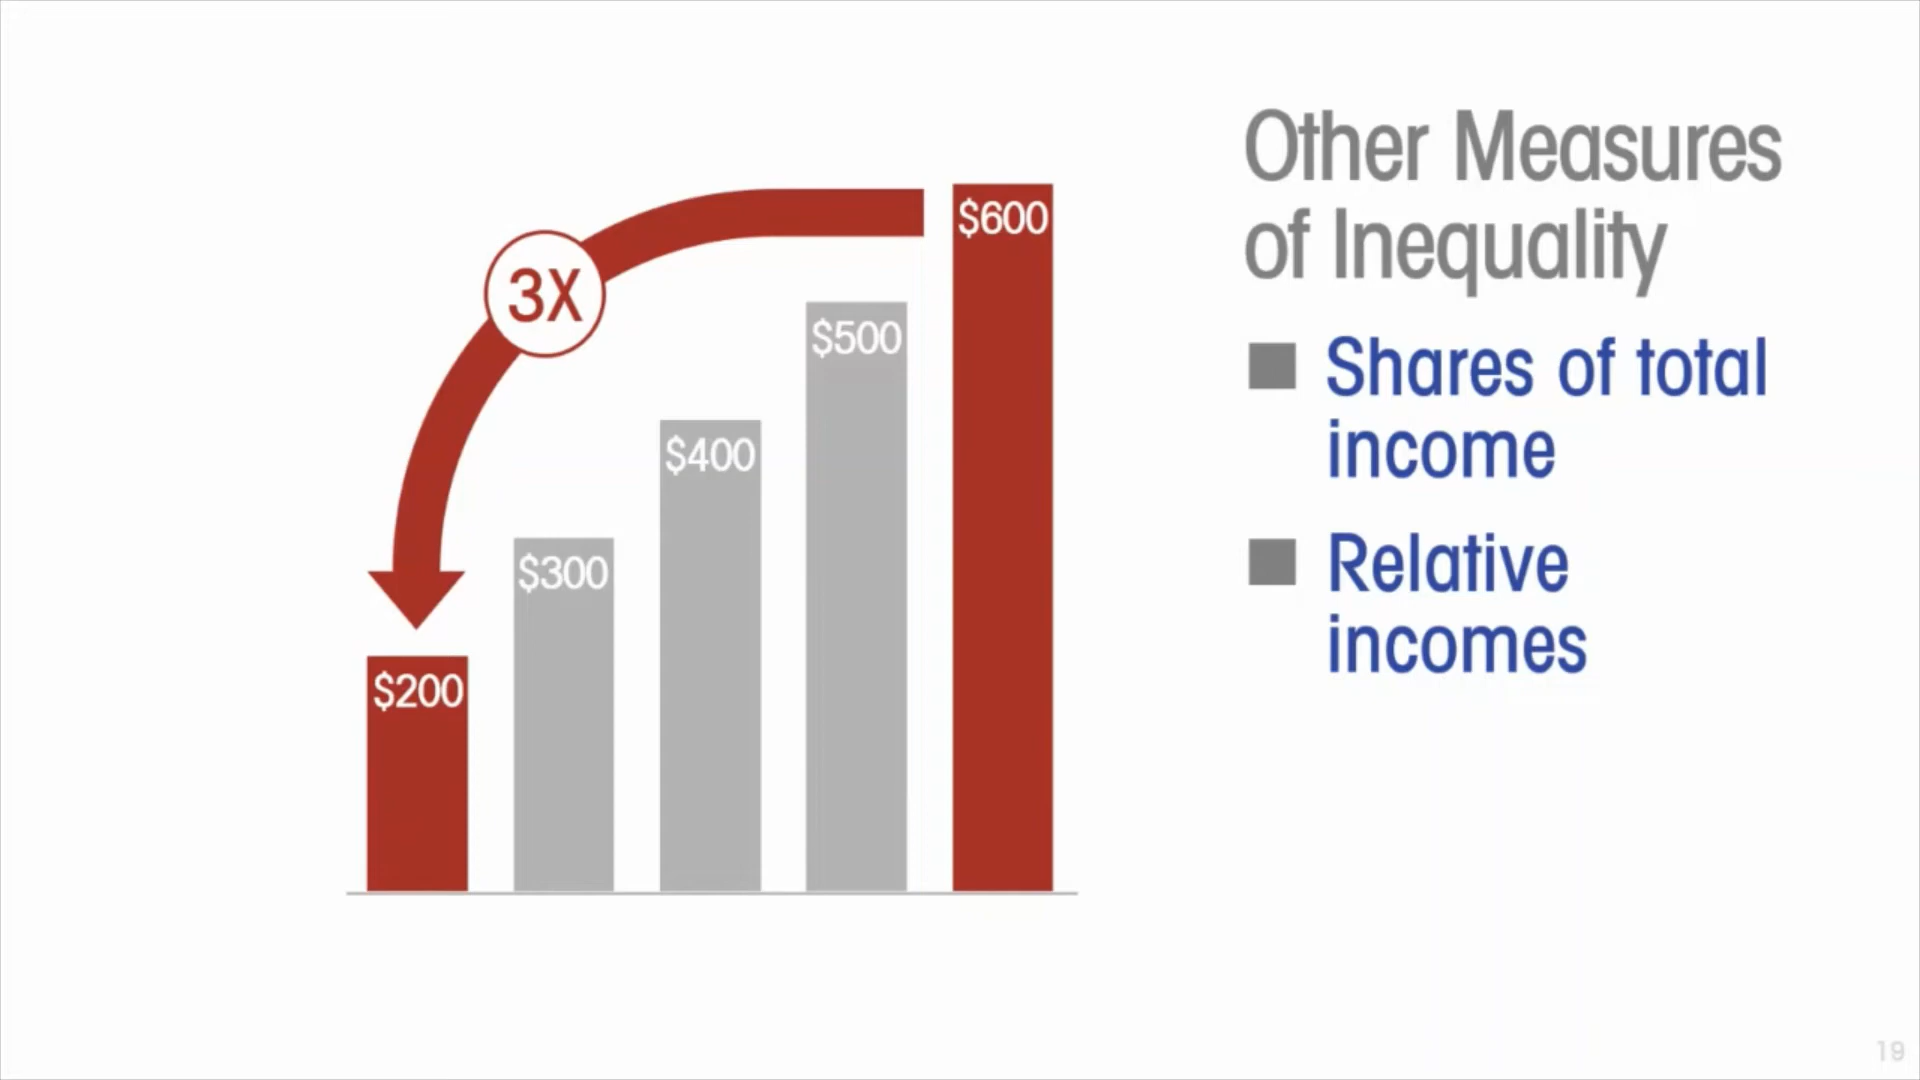 Other Measures
of Inequality
Shares of total
income
Relative
incomes
3X
$200
$300
$400
$500
$600
19